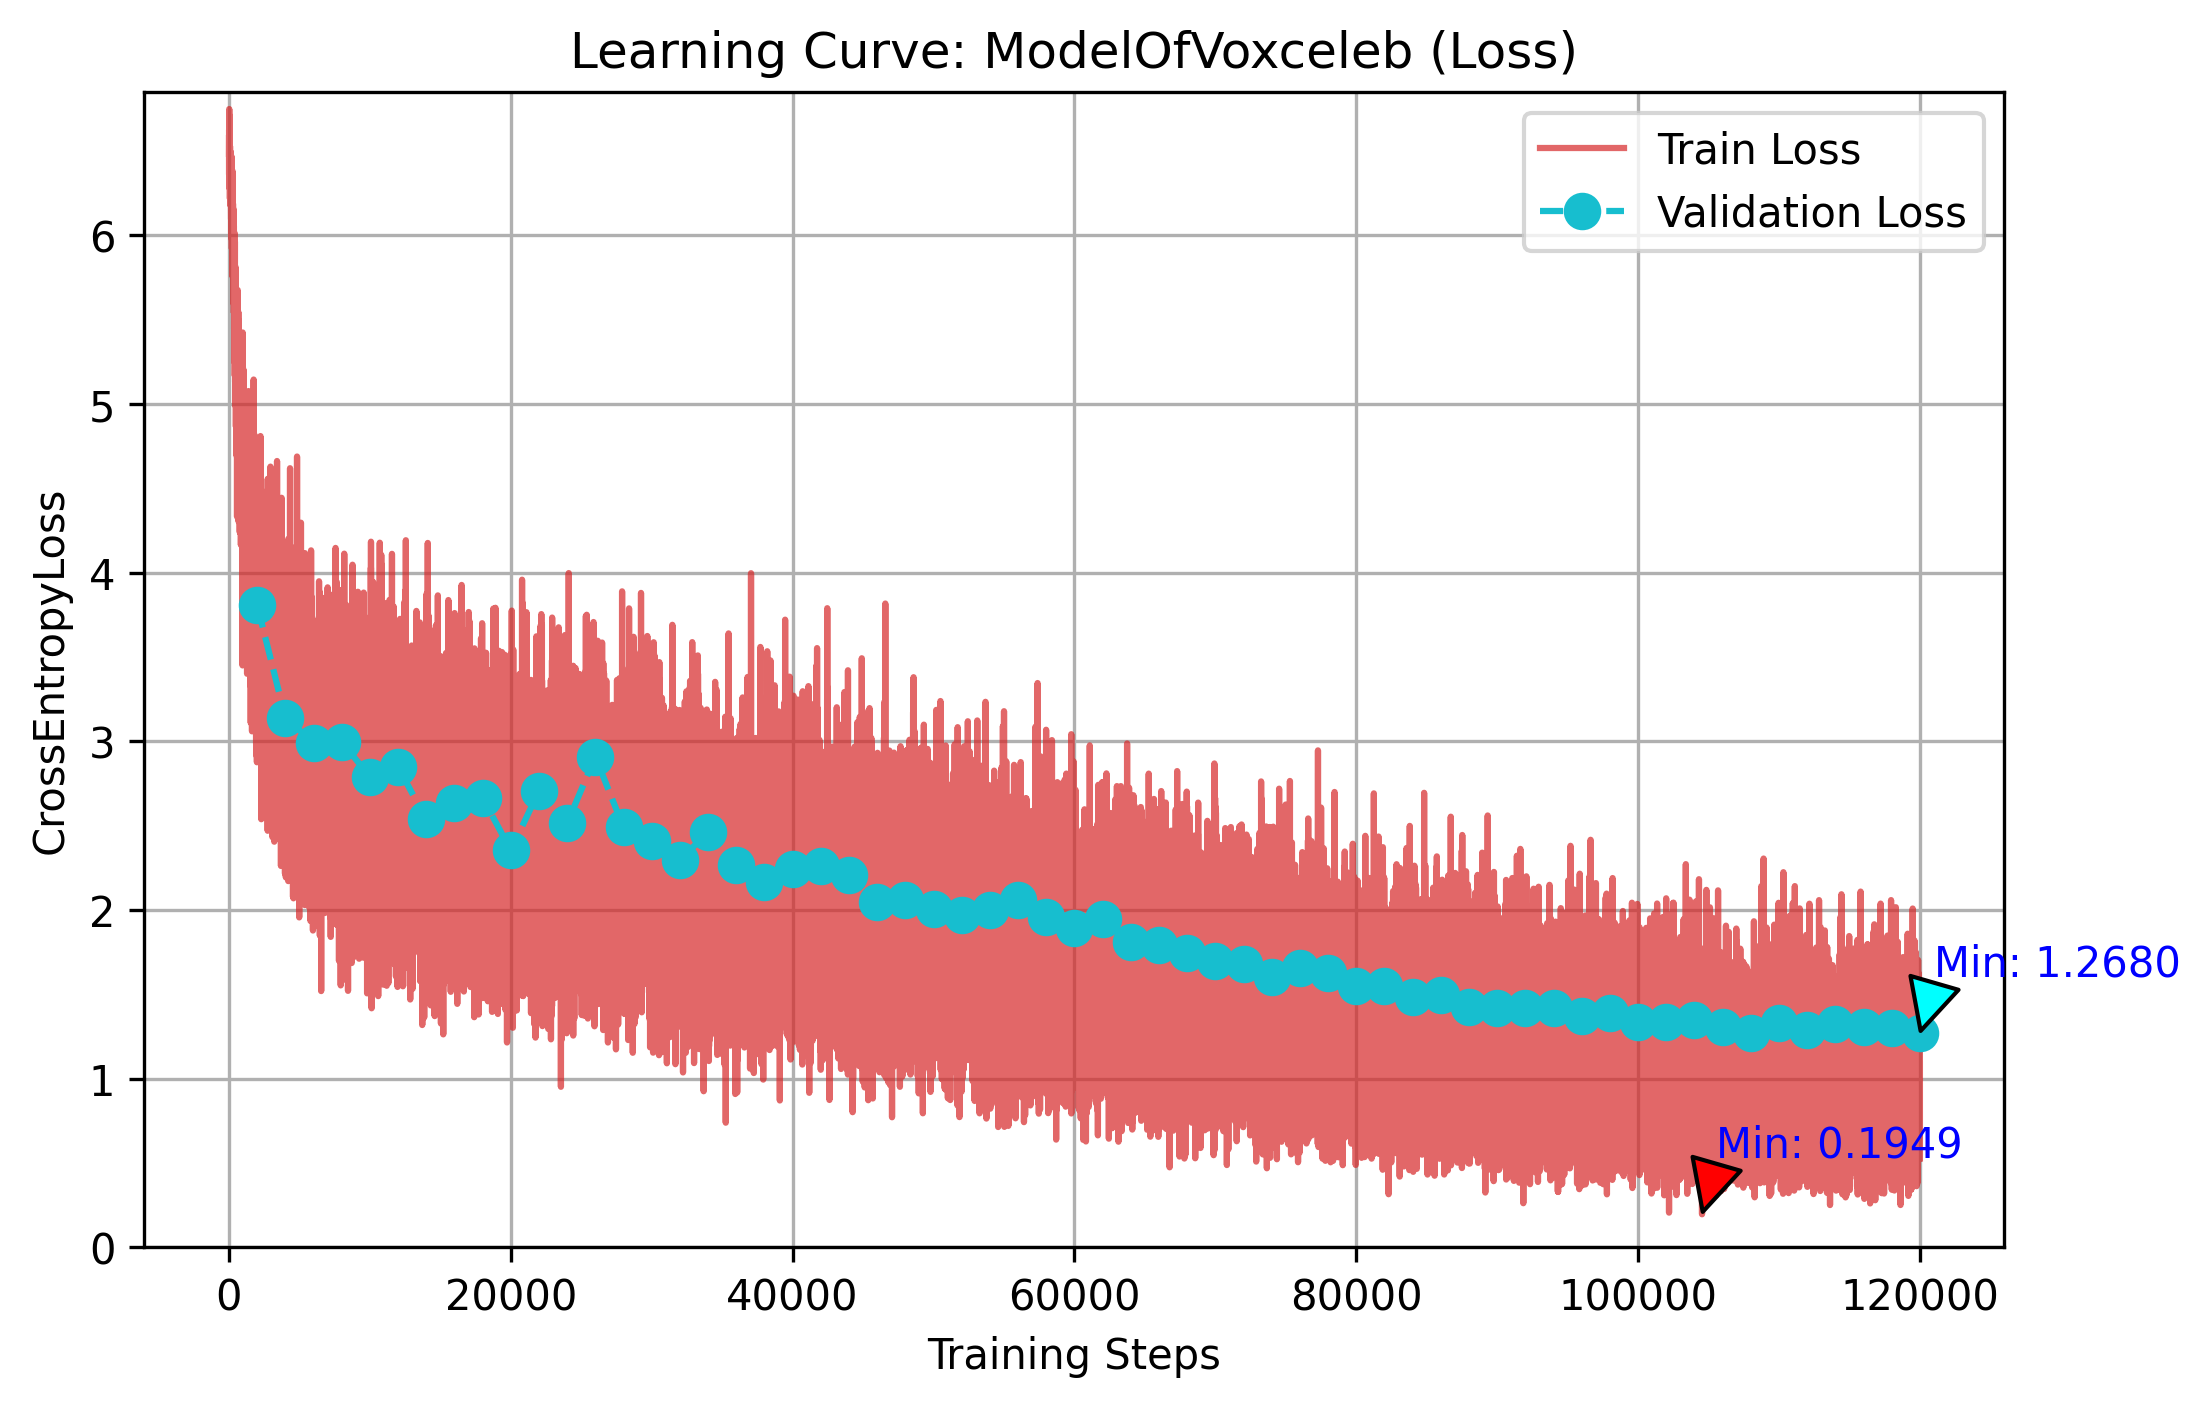 Learning Curve: ModelOfVoxceleb (Loss)
Train Loss
Validation Loss
CrossEntropyLoss
6
5
4
3
2
1
0
Min: 1.2680
Min: 0.1949
0 20000 40000 60000 80000 100000 120000
Training Steps